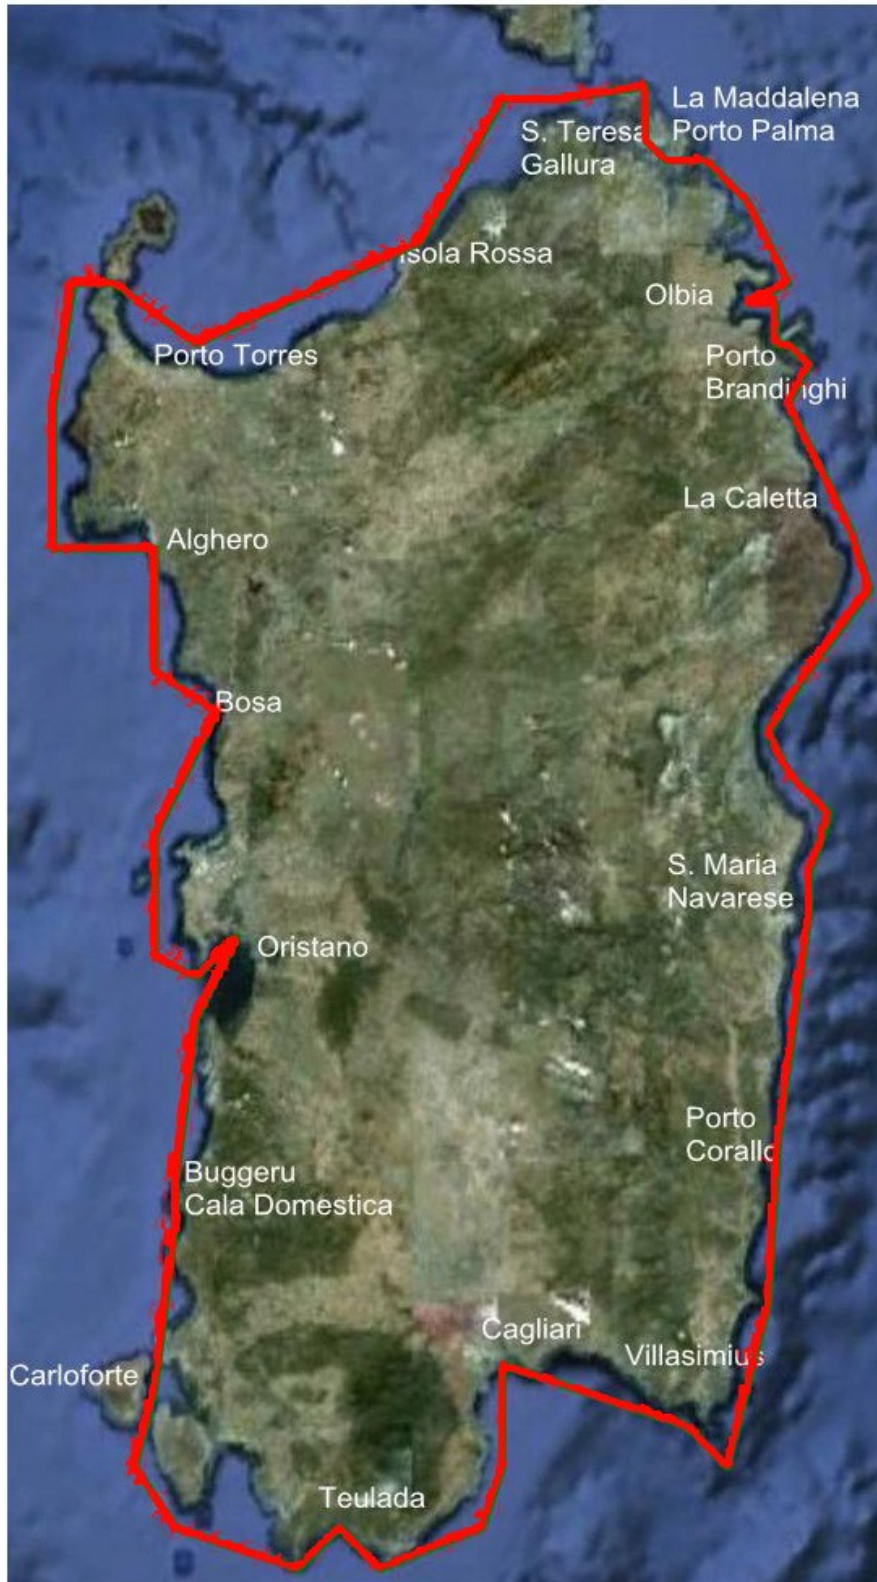 La Maddalena
Porto Palma
S. Teresa
Gallura
Isola Rossa
Olbia
Porto Torres
Porto
Brandinghi
La Caletta
Alghero
Bosa
S. Maria
Navarese
Oristano
Porto
Corallo
Buggeru
Cala Domestica
Cagliari
Villasimius
Carloforte
Teulada